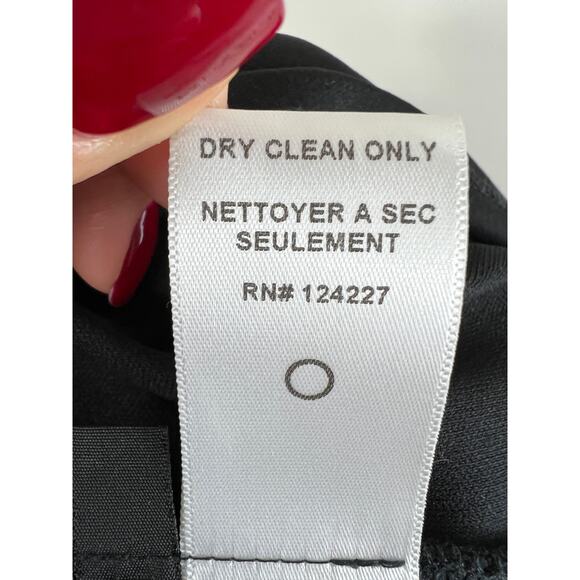 DRY CLEAN ONLY
NETTOYER A SEC
SEULEMENT
RN# 124227